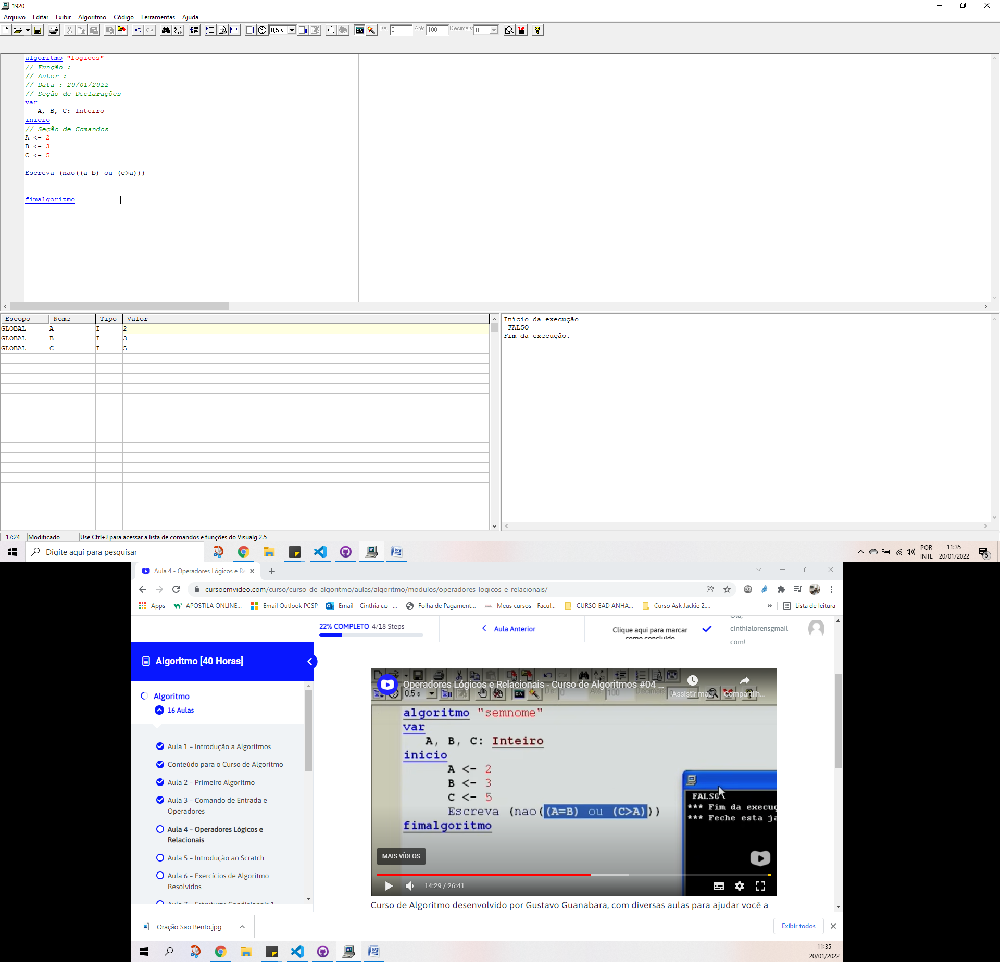 1920
Arquivo Editar Exibir Algoritmo Código Ferramentas Ajuda
0,5 s De: 0 Até: 100 Decimais: 0
algoritmo "logicos"
// Função :
// Autor :
// Data : 20/01/2022
// Seção de Declarações
var
A, B, C: Inteiro
inicio
// Seção de Comandos
A <- 2
B <- 3
C <- 5
Escreva (nao((a=b) ou (c>a)))
fimalgoritmo
Escopo Nome Tipo Valor
GLOBAL A I 2
GLOBAL B I 3
GLOBAL C I 5
Início da execução
FALSO
Fim da execução.
17:24 Modificado Use Ctrl+J para acessar a lista de comandos e funções do Visualg 2.5
Digite aqui para pesquisar
POR
INTL
11:35
20/01/2022
5
Aula 4 - Operadores Lógicos e Re
cursoemvideo.com/curso/curso-de-algoritmo/aulas/algoritmo/modulos/operadores-logicos-e-relacionais/
Apps APOSTILA ONLINE... Email Outlook PCSP Email – Cinthia εïз –... Folha de Pagament... Meus cursos - Facul... CURSO EAD ANHA... Curso Ask Jackie 2.... » Lista de leitura
22% COMPLETO 4/18 Steps
Aula Anterior
Clique aqui para marcar
como concluído
Olá,
cinthialorensgmail-
com!
Algoritmo [40 Horas]
Algoritmo
16 Aulas
Aula 1 – Introdução a Algoritmos
Conteúdo para o Curso de Algoritmo
Aula 2 – Primeiro Algoritmo
Aula 3 – Comando de Entrada e
Operadores
Aula 4 – Operadores Lógicos e
Relacionais
Aula 5 – Introdução ao Scratch
Aula 6 – Exercícios de Algoritmo
Resolvidos
Aula 7 – Estruturas Condicionais 1
Operadores Lógicos e Relacionais - Curso de Algoritmos #04 ...
Assistir ma... Compartilh...
0,5 s De: 0 Até: 100 Decimais: 0
algoritmo "semnome"
var
A, B, C: Inteiro
inicio
A <- 2
B <- 3
C <- 5
Escreva (nao((A=B) ou (C>A)))
fimalgoritmo
FALSO
*** Fim da execuç
*** Feche esta ja
MAIS VÍDEOS
14:29 / 26:41
Curso de Algoritmo desenvolvido por Gustavo Guanabara, com diversas aulas para ajudar você a
Oração Sao Bento.jpg
Exibir todos
11:35
20/01/2022